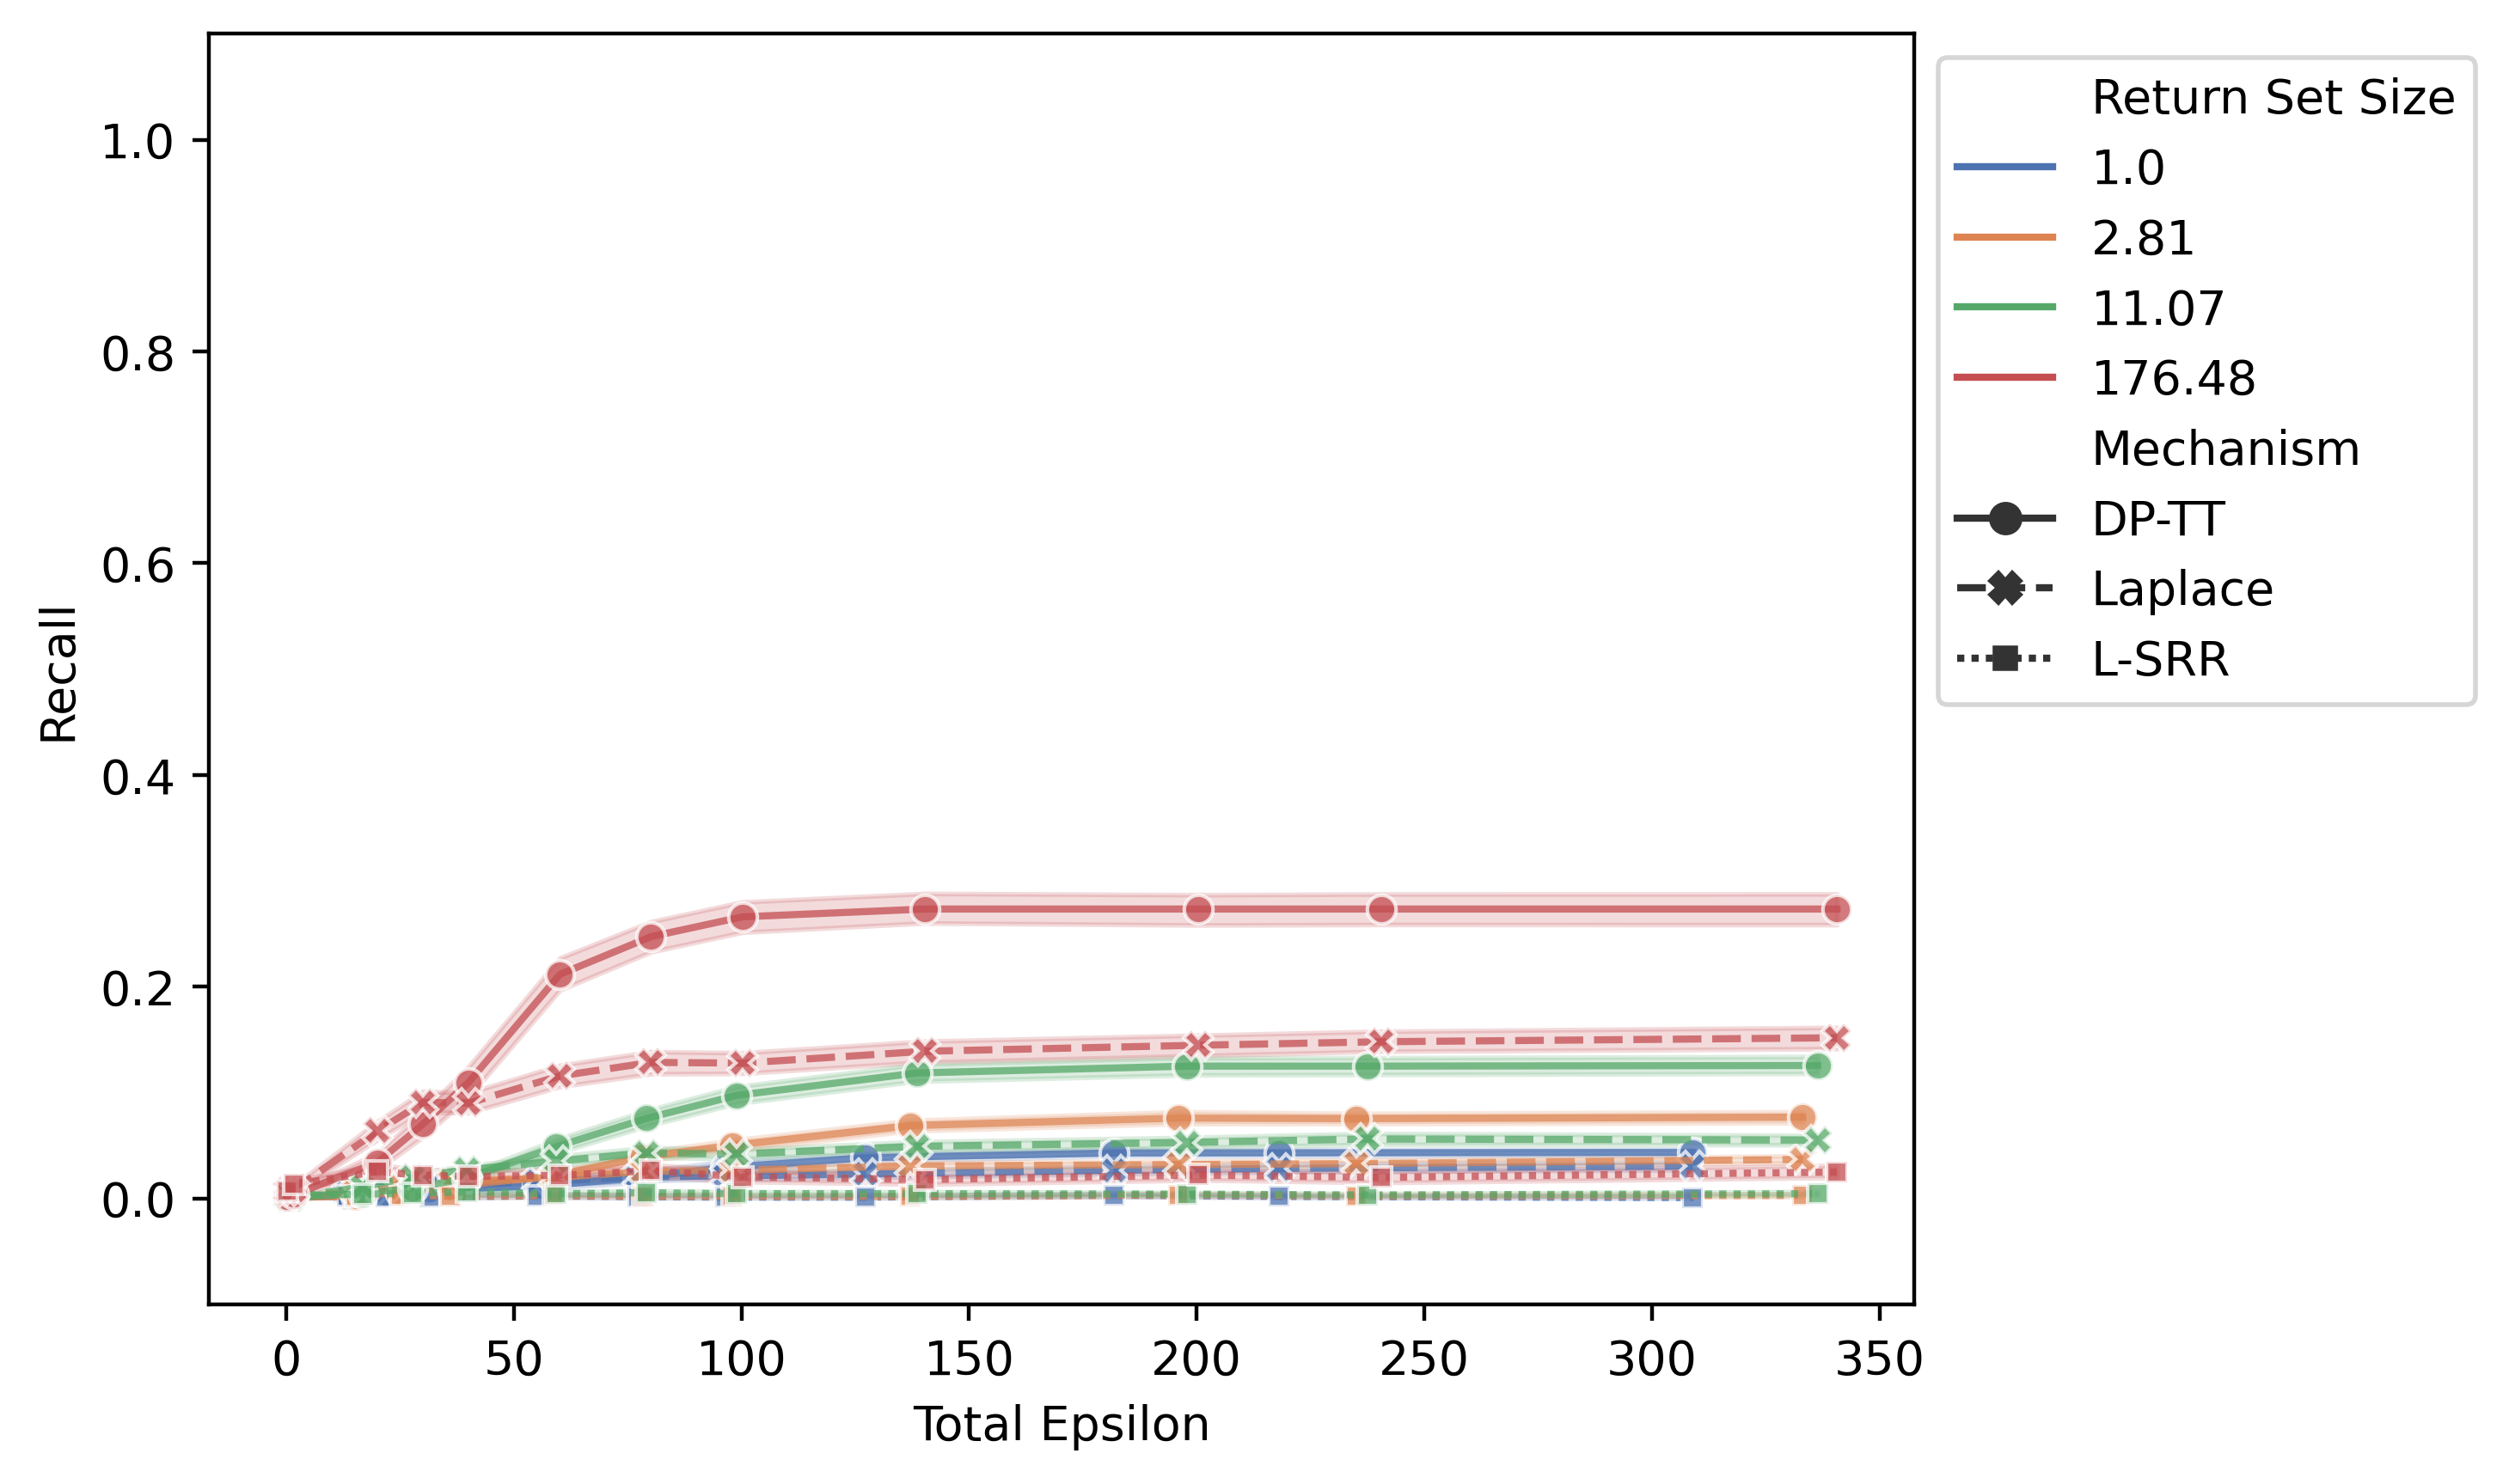 Return Set Size
1.0
2.81
11.07
176.48
Mechanism
DP-TT
Laplace
L-SRR
Recall
1.0
0.8
0.6
0.4
0.2
0.0
0 50 100 150 200 250 300 350
Total Epsilon